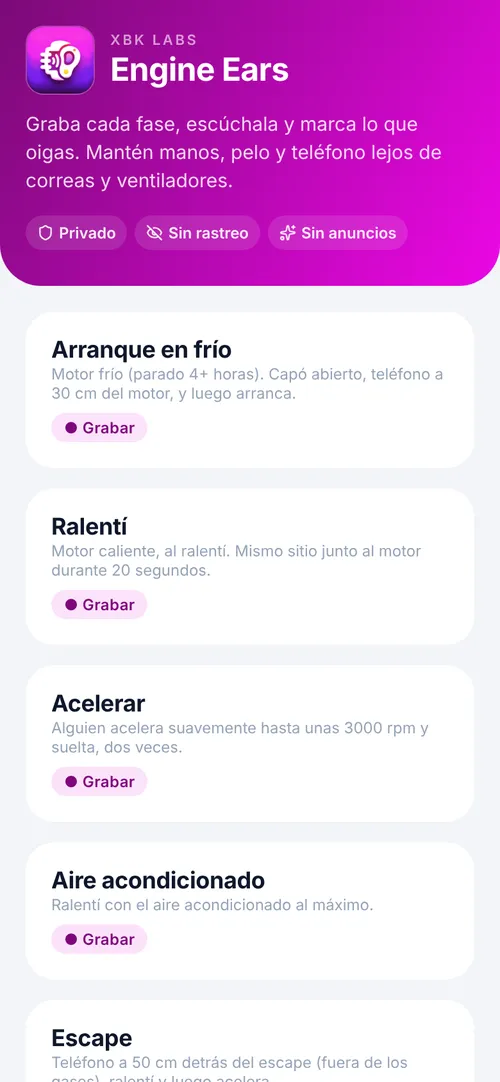 XBK LABS
Engine Ears
Graba cada fase, escúchala y marca lo que
oigas. Mantén manos, pelo y teléfono lejos de
correas y ventiladores.
Privado
Sin rastreo
Sin anuncios
Arranque en frío
Motor frío (parado 4+ horas). Capó abierto, teléfono a
30 cm del motor, y luego arranca.
Grabar
Ralentí
Motor caliente, al ralentí. Mismo sitio junto al motor
durante 20 segundos.
Grabar
Acelerar
Alguien acelera suavemente hasta unas 3000 rpm y
suelta, dos veces.
Grabar
Aire acondicionado
Ralentí con el aire acondicionado al máximo.
Grabar
Escape
Teléfono a 50 cm detrás del escape (fuera de los
gases), ralentí y luego acelera.